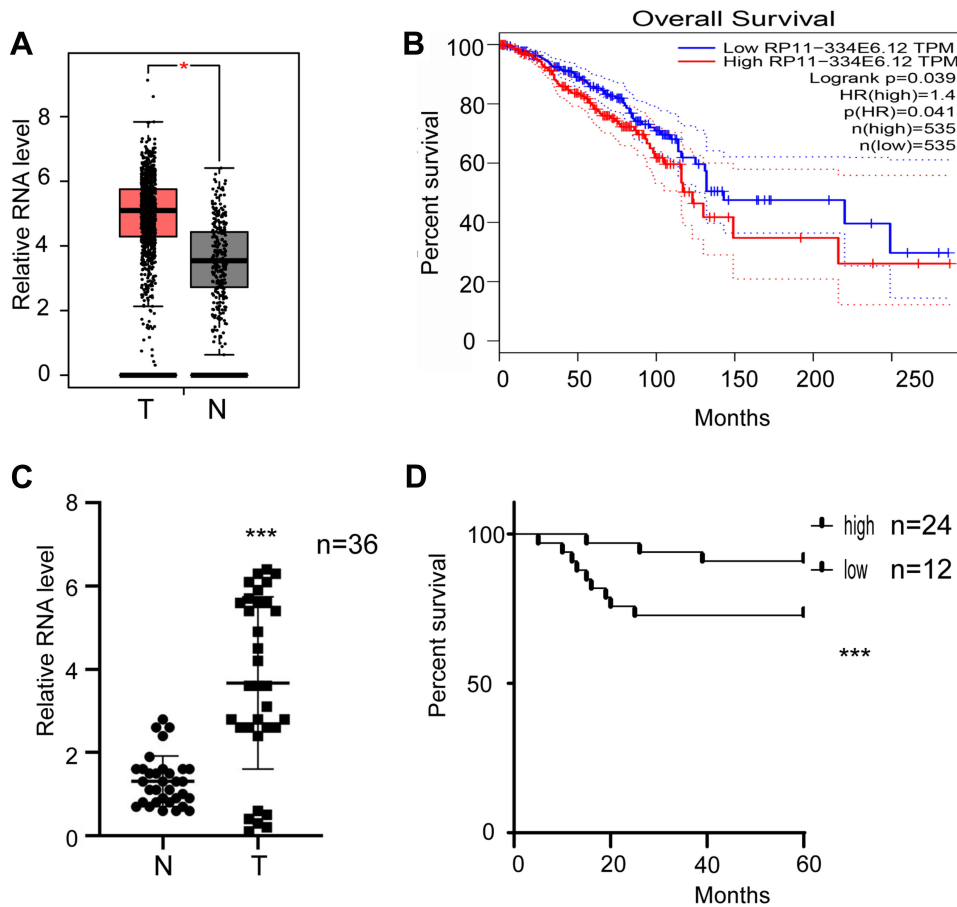 A
*
Relative RNA level
8
6
4
2
0
T N
B
Overall Survival
Low RP11-334E6.12 TPM
High RP11-334E6.12 TPM
Logrank p=0.039
HR(high)=1.4
p(HR)=0.041
n(high)=535
n(low)=535
Percent survival
100
80
60
40
20
0
0 50 100 150 200 250
Months
C
Relative RNA level
8
6
4
2
0
***
n=36
N T
D
Percent survival
100
50
0
high n=24
low n=12
***
0 20 40 60
Months